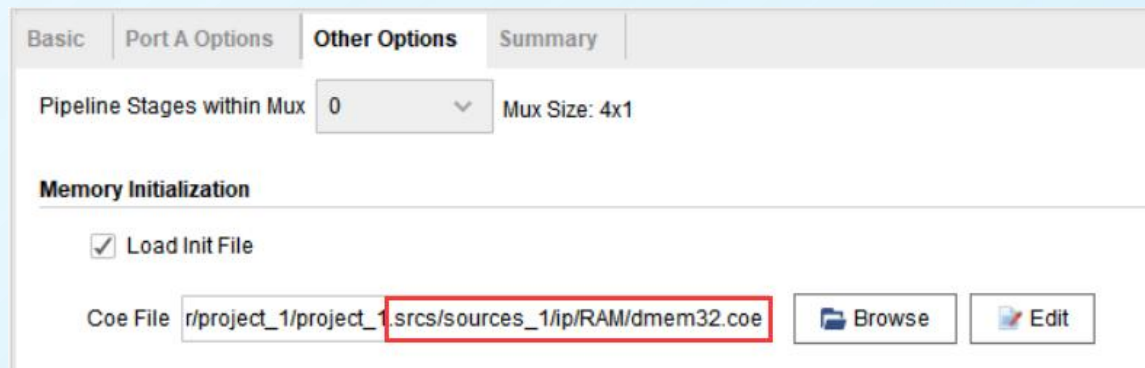 Basic Port A Options Other Options Summary
Pipeline Stages within Mux 0 Mux Size: 4x1
Memory Initialization
Load Init File
Coe File r/project_1/project_1.srcs/sources_1/ip/RAM/dmem32.coe Browse Edit